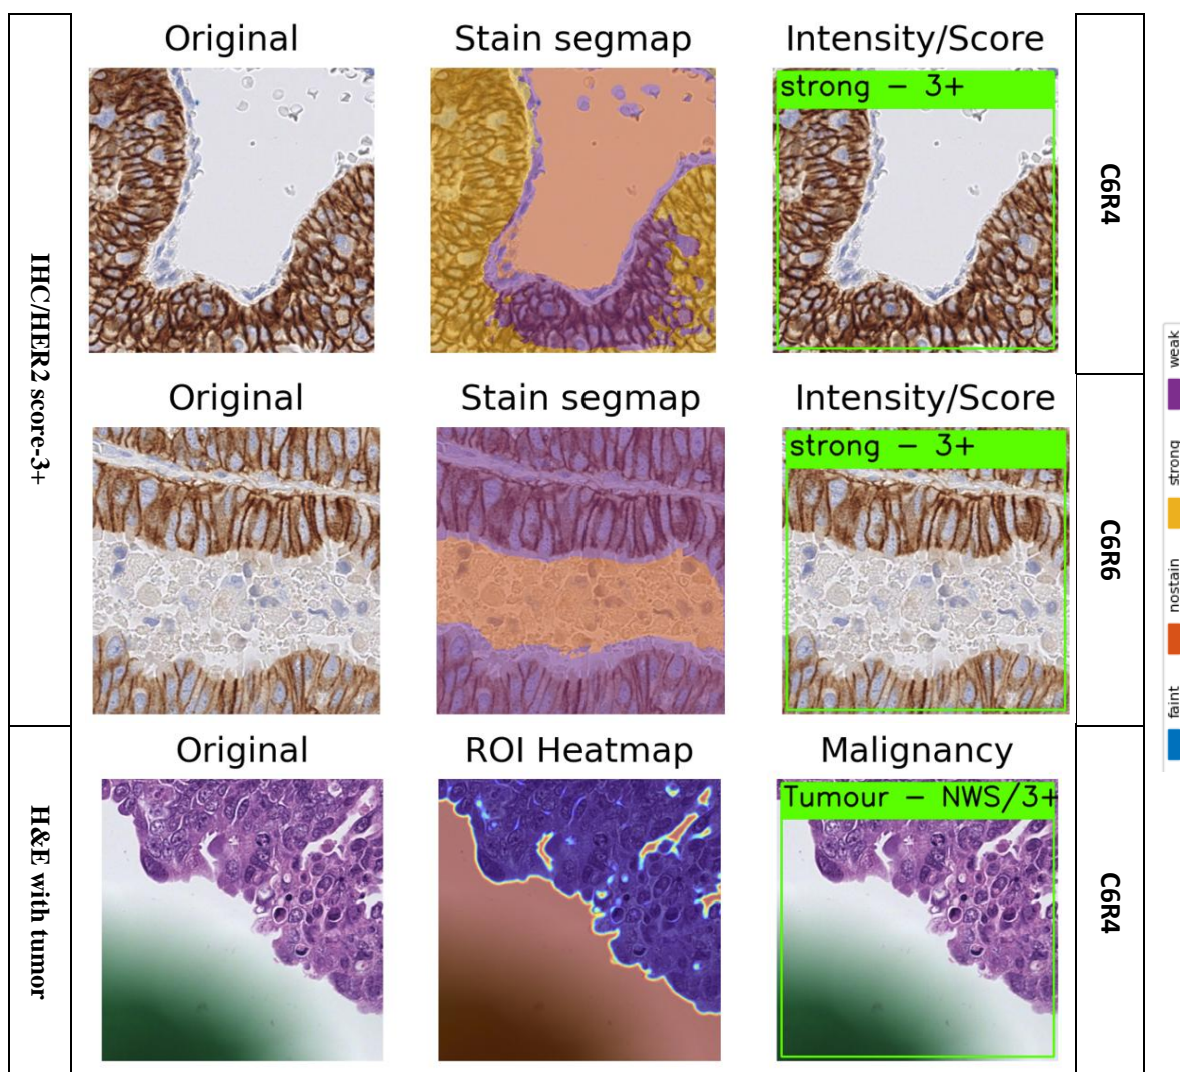 Original
Stain segmap
Intensity/Score
strong - 3+
C6R4
IHC/HER2 score-3+
Original
Stain segmap
Intensity/Score
strong - 3+
C6R6
weak
strong
nostain
faint
Original
ROI Heatmap
Malignancy
Tumour - NWS/3+
C6R4
H&E with tumor